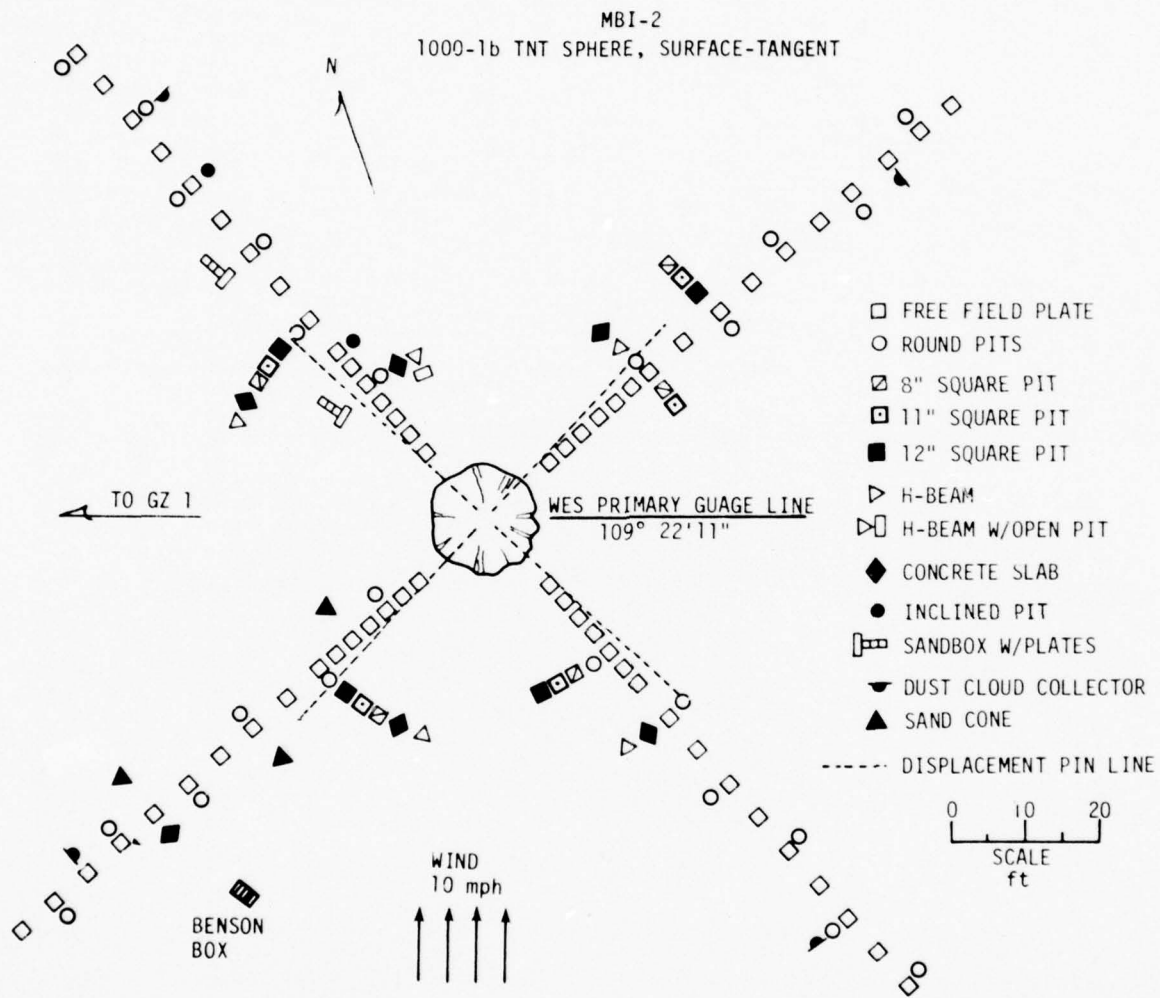 MBI-2
1000-lb TNT SPHERE, SURFACE-TANGENT
N
FREE FIELD PLATE
ROUND PITS
8" SQUARE PIT
11" SQUARE PIT
12" SQUARE PIT
H-BEAM
H-BEAM W/OPEN PIT
CONCRETE SLAB
INCLINED PIT
SANDBOX W/PLATES
DUST CLOUD COLLECTOR
SAND CONE
DISPLACEMENT PIN LINE
TO GZ 1
WES PRIMARY GUAGE LINE
109° 22'11"
0 10 20
SCALE
ft
WIND
10 mph
BENSON
BOX